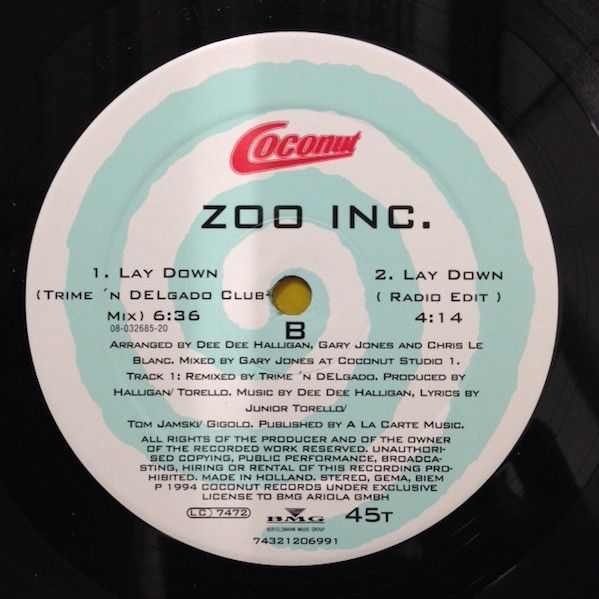 Coconut
ZOO INC.
1. LAY DOWN
(TRIME ´N DELGADO CLUB-
MIX) 6:36
08-032685-20
2. LAY DOWN
( RADIO EDIT )
4:14
B
ARRANGED BY DEE DEE HALLIGAN, GARY JONES AND CHRIS LE
BLANC. MIXED BY GARY JONES AT COCONUT STUDIO 1.
TRACK 1: REMIXED BY TRIME ´N DELGADO. PRODUCED BY
HALLIGAN/ TORELLO. MUSIC BY DEE DEE HALLIGAN, LYRICS BY
JUNIOR TORELLO/
TOM JAMSKI/ GIGOLO. PUBLISHED BY A LA CARTE MUSIC.
ALL RIGHTS OF THE PRODUCER AND OF THE OWNER
OF THE RECORDED WORK RESERVED. UNAUTHORI-
SED COPYING, PUBLIC PERFORMANCE, BROADCA-
STING, HIRING OR RENTAL OF THIS RECORDING PRO-
HIBITED. MADE IN HOLLAND. STEREO, GEMA, BIEM
P 1994 COCONUT RECORDS UNDER EXCLUSIVE
LICENSE TO BMG ARIOLA GMBH
LC 7472
BMG
BERTELSMANN MUSIC GROUP
45T
74321206991